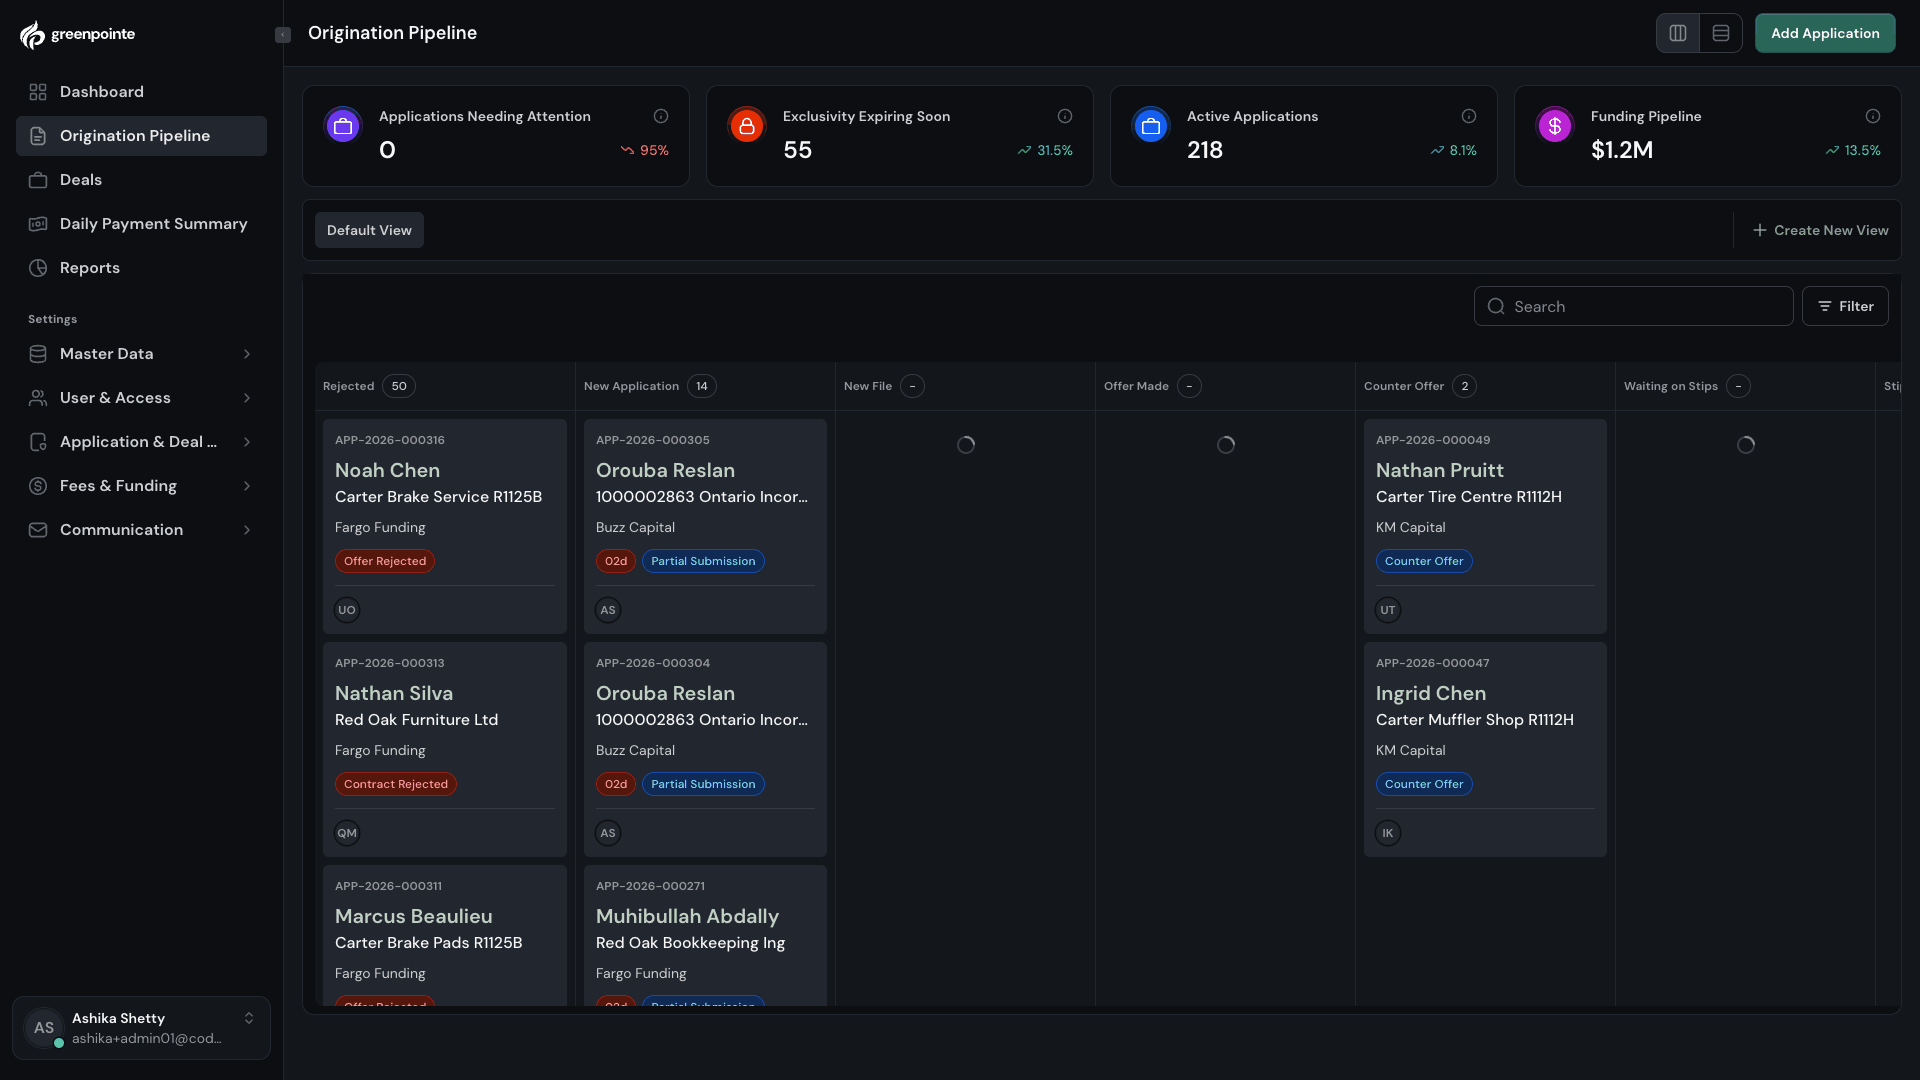 greenpointe
Dashboard
Origination Pipeline
Deals
Daily Payment Summary
Reports
Settings
Master Data
User & Access
Application & Deal ...
Fees & Funding
Communication
AS
Ashika Shetty
ashika+admin01@cod...
Origination Pipeline
Add Application
Applications Needing Attention
0
95%
Exclusivity Expiring Soon
55
31.5%
Active Applications
218
8.1%
Funding Pipeline
$1.2M
13.5%
Default View
Create New View
Search
Filter
Rejected 50
APP-2026-000316
Noah Chen
Carter Brake Service R1125B
Fargo Funding
Offer Rejected
UO
APP-2026-000313
Nathan Silva
Red Oak Furniture Ltd
Fargo Funding
Contract Rejected
QM
APP-2026-000311
Marcus Beaulieu
Carter Brake Pads R1125B
Fargo Funding
Offer Rejected
New Application 14
APP-2026-000305
Orouba Reslan
1000002863 Ontario Incor...
Buzz Capital
02d Partial Submission
AS
APP-2026-000304
Orouba Reslan
1000002863 Ontario Incor...
Buzz Capital
02d Partial Submission
AS
APP-2026-000271
Muhibullah Abdally
Red Oak Bookkeeping Ing
Fargo Funding
02d Partial Submission
New File -
Offer Made -
Counter Offer 2
APP-2026-000049
Nathan Pruitt
Carter Tire Centre R1112H
KM Capital
Counter Offer
UT
APP-2026-000047
Ingrid Chen
Carter Muffler Shop R1112H
KM Capital
Counter Offer
IK
Waiting on Stips -